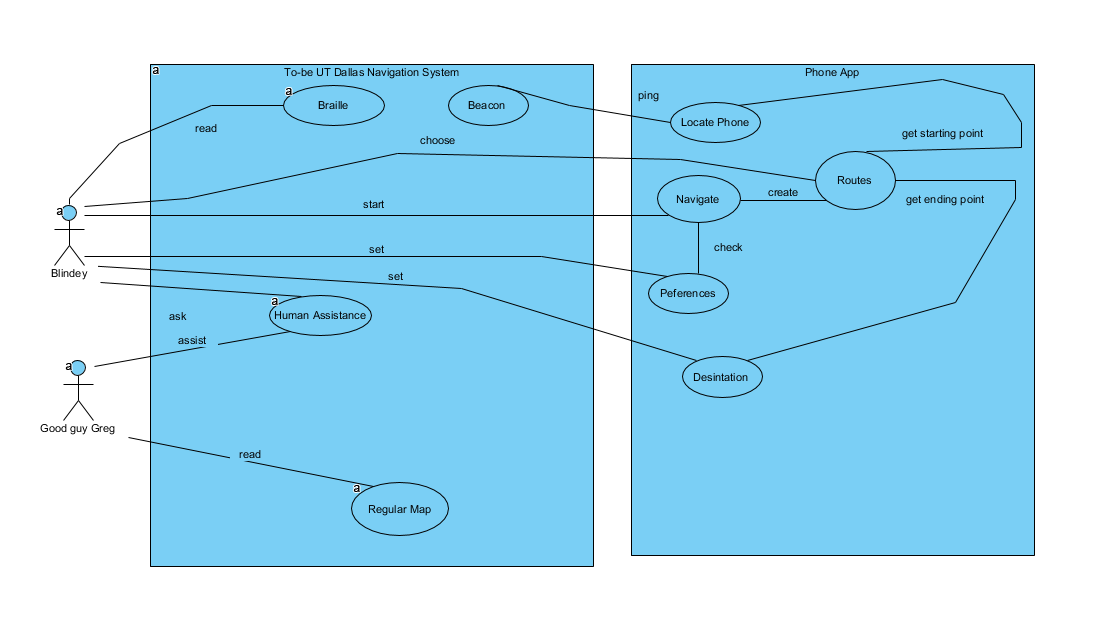 a
To-be UT Dallas Navigation System
Phone App
a
Braille
Beacon
ping
Locate Phone
read
choose
get starting point
Routes
Navigate
create
get ending point
a
start
check
set
Blindey
set
Peferences
a
Human Assistance
ask
assist
a
Desintation
Good guy Greg
read
a
Regular Map